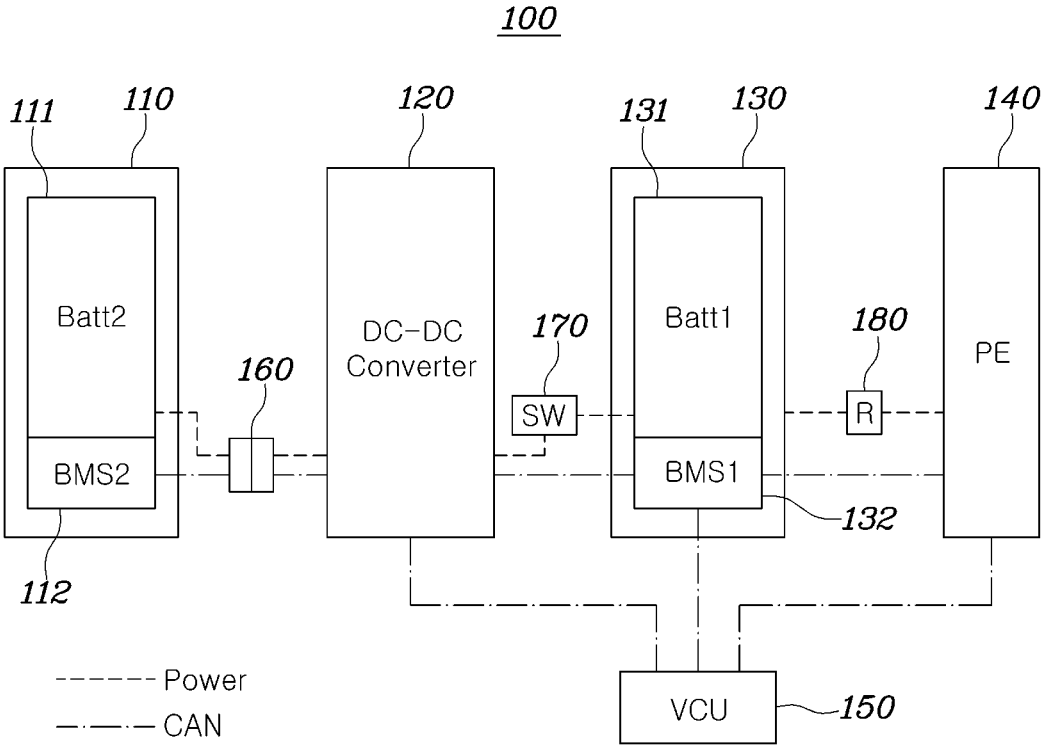 100
111
110
120
131
130
140
Batt2
DC-DC
Converter
Batt1
PE
160
170
180
SW
R
BMS2
BMS1
112
132
Power
CAN
VCU
150